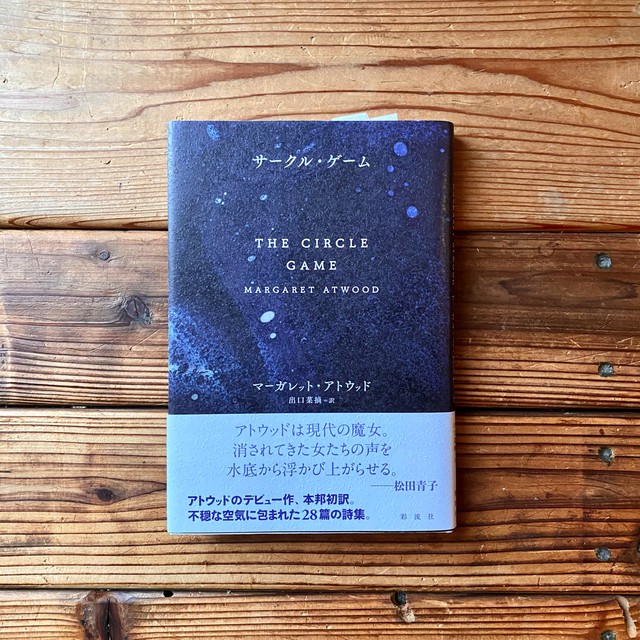 サークル・ゲーム
THE CIRCLE
GAME
MARGARET ATWOOD
マーガレット・アトウッド
出口菜摘=訳
アトウッドは現代の魔女。
消されてきた女たちの声を
水底から浮かび上がらせる。
——松田青子
アトウッドのデビュー作、本邦初訳。
不穏な空気に包まれた28篇の詩集。
彩流社